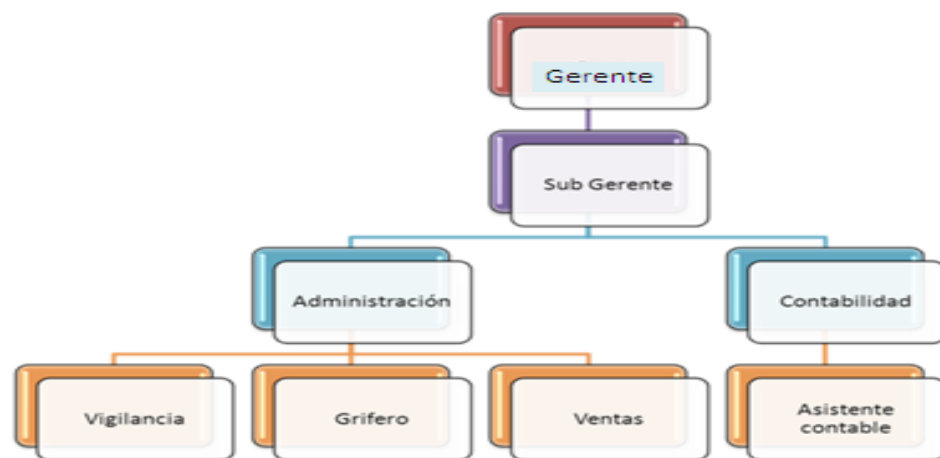 Gerente
Sub Gerente
Administración
Contabilidad
Vigilancia
Grifero
Ventas
Asistente
contable